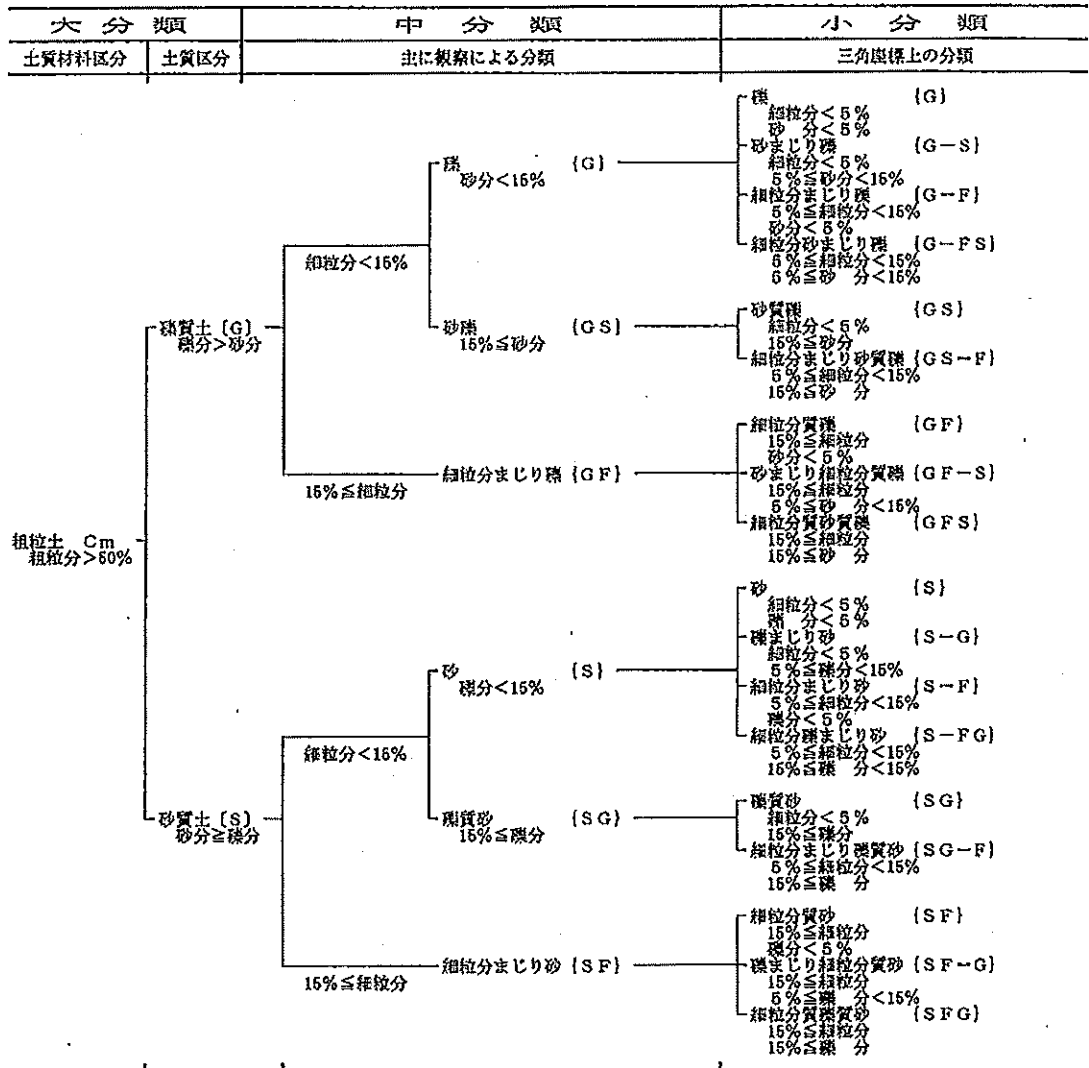 大分類 中分類 小分類
土質材料区分 土質区分 主に観察による分類 三角座標上の分類
礫 {G}
細粒分<5%
砂 分<5%
砂まじり礫 {G-S}
細粒分<5%
5%≦砂分<15%
細粒分まじり礫 {G-F}
5%≦細粒分<15%
砂分<5%
細粒分砂まじり礫 {G-FS}
5%≦細粒分<15%
5%≦砂 分<15%
礫 {G}
砂分<15%
細粒分<15%
砂礫 {GS}
15%≦砂分
砂質礫 {GS}
細粒分<5%
15%≦砂分
細粒分まじり砂質礫 {GS-F}
5%≦細粒分<15%
15%≦砂 分
礫質土 [G]
礫分>砂分
細粒分質礫 {GF}
15%≦細粒分
砂分<5%
砂まじり細粒分質礫 {GF-S}
15%≦細粒分
5%≦砂 分<15%
細粒分質砂質礫 {GFS}
15%≦細粒分
15%≦砂 分
15%≦細粒分
細粒分まじり礫 {GF}
粗粒土 Cm
粗粒分>50%
砂 {S}
細粒分<5%
礫 分<5%
礫まじり砂 {S-G}
細粒分<5%
5%≦礫分<15%
細粒分まじり砂 {S-F}
5%≦細粒分<15%
礫分<5%
細粒分礫まじり砂 {S-FG}
5%≦細粒分<15%
15%≦礫 分<15%
砂 {S}
礫分<15%
細粒分<15%
礫質砂 {SG}
15%≦礫分
礫質砂 {SG}
細粒分<5%
15%≦礫分
細粒分まじり礫質砂 {SG-F}
5%≦細粒分<15%
15%≦礫 分
砂質土 [S]
砂分≧礫分
細粒分質砂 {SF}
15%≦細粒分
礫分<5%
礫まじり細粒分質砂 {SF-G}
15%≦細粒分
5%≦礫 分<15%
細粒分質礫質砂 {SFG}
15%≦細粒分
15%≦礫 分
15%≦細粒分
細粒分まじり砂 {SF}